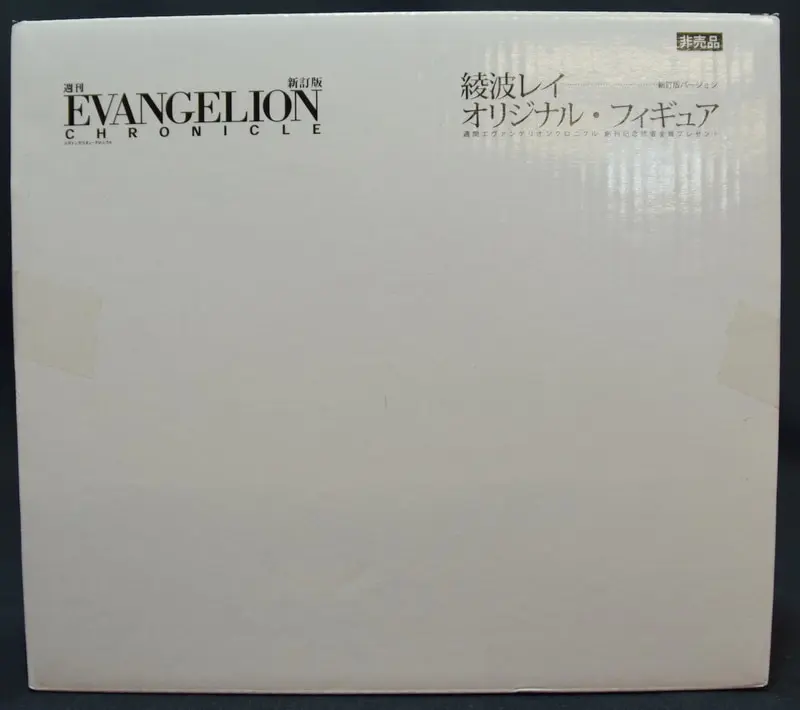 非売品
週刊 新訂版
EVANGELION
CHRONICLE
綾波レイ 新訂版バージョン
オリジナル・フィギュア